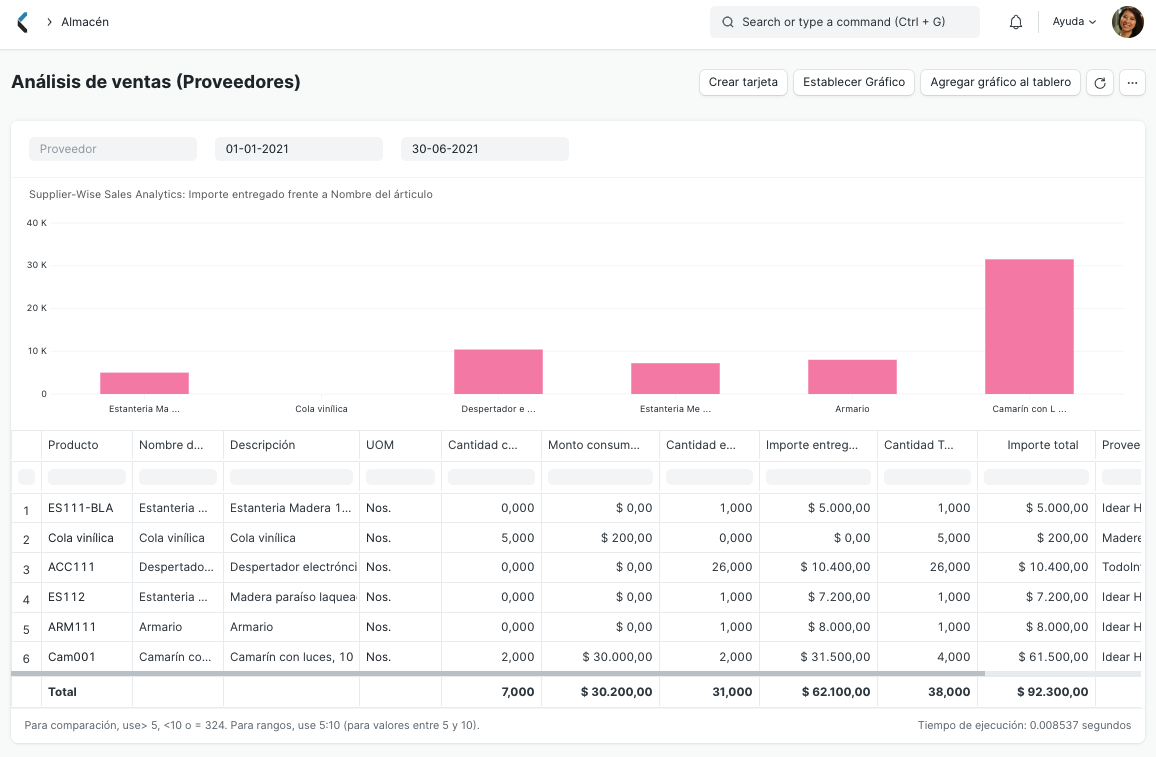 Almacén
Search or type a command (Ctrl + G)
Ayuda
Análisis de ventas (Proveedores)
Crear tarjeta
Establecer Gráfico
Agregar gráfico al tablero
Proveedor
01-01-2021
30-06-2021
Supplier-Wise Sales Analytics: Importe entregado frente a Nombre del árticulo
40 K
30 K
20 K
10 K
0
Estanteria Ma ... Cola vinílica Despertador e ... Estanteria Me ... Armario Camarín con L ...
Producto Nombre d... Descripción UOM Cantidad c... Monto consum... Cantidad e... Importe entreg... Cantidad T... Importe total Provee
1 ES111-BLA Estanteria ... Estanteria Madera 1... Nos. 0,000 $ 0,00 1,000 $ 5.000,00 1,000 $ 5.000,00 Idear H
2 Cola vinílica Cola vinílica Cola vinílica Nos. 5,000 $ 200,00 0,000 $ 0,00 5,000 $ 200,00 Madere
3 ACC111 Despertado... Despertador electróni Nos. 0,000 $ 0,00 26,000 $ 10.400,00 26,000 $ 10.400,00 TodoIn
4 ES112 Estanteria ... Madera paraíso laquea Nos. 0,000 $ 0,00 1,000 $ 7.200,00 1,000 $ 7.200,00 Idear H
5 ARM111 Armario Armario Nos. 0,000 $ 0,00 1,000 $ 8.000,00 1,000 $ 8.000,00 Idear H
6 Cam001 Camarín co... Camarín con luces, 10 Nos. 2,000 $ 30.000,00 2,000 $ 31.500,00 4,000 $ 61.500,00 Idear H
Total 7,000 $ 30.200,00 31,000 $ 62.100,00 38,000 $ 92.300,00
Para comparación, use> 5, <10 o = 324. Para rangos, use 5:10 (para valores entre 5 y 10).
Tiempo de ejecución: 0.008537 segundos